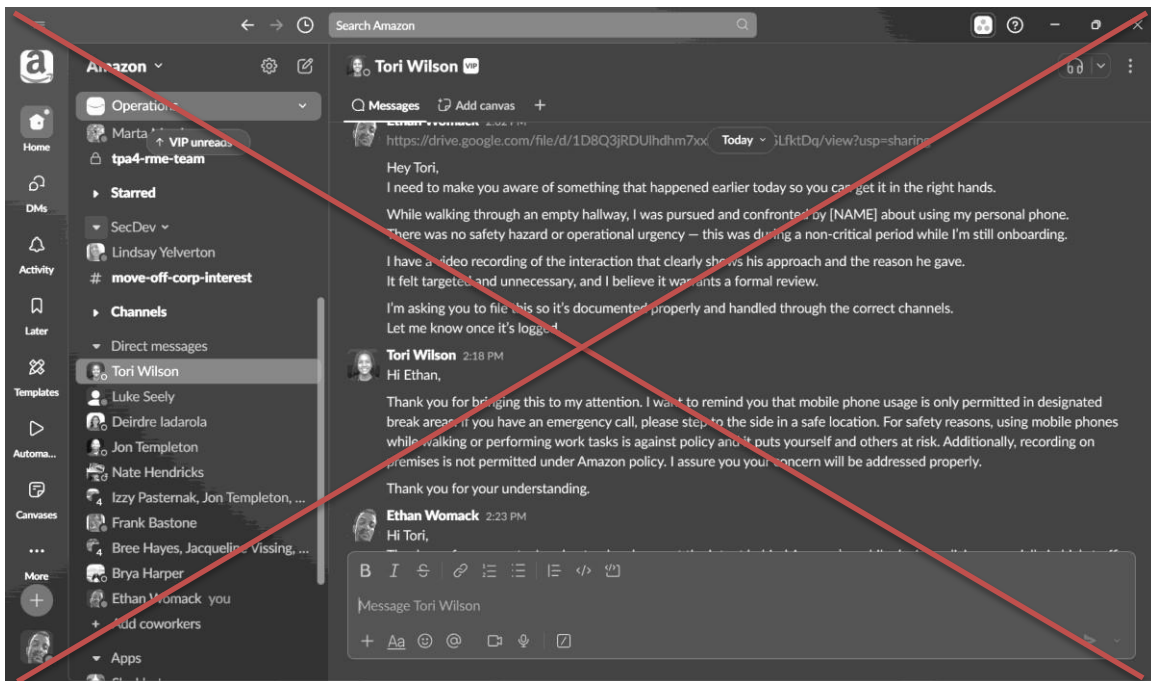 Search Amazon
a
Amazon
Tori Wilson VIP
Operations
Messages Add canvas +
Marta
↑ VIP unreads
tpa4-rme-team
Home
DMs
Activity
Later
Templates
Automa...
Canvases
More
Starred
SecDev
Lindsay Yelverton
# move-off-corp-interest
Channels
Direct messages
Tori Wilson
Luke Seely
Deirdre Iadarola
Jon Templeton
Nate Hendricks
4 Izzy Pasternak, Jon Templeton, ...
Frank Bastone
4 Bree Hayes, Jacqueline Vissing, ...
Brya Harper
Ethan Womack you
+ Add coworkers
Apps
Ethan Womack 2:02 PM
Today
Hey Tori,
I need to make you aware of something that happened earlier today so you can get it in the right hands.
While walking through an empty hallway, I was pursued and confronted by [NAME] about using my personal phone.
There was no safety hazard or operational urgency — this was during a non-critical period while I'm still onboarding.
I have a video recording of the interaction that clearly shows his approach and the reason he gave.
It felt targeted and unnecessary, and I believe it warrants a formal review.
I'm asking you to file this so it's documented properly and handled through the correct channels.
Let me know once it's logged
Tori Wilson 2:18 PM
Hi Ethan,
Thank you for bringing this to my attention. I want to remind you that mobile phone usage is only permitted in designated
break areas. If you have an emergency call, please step to the side in a safe location. For safety reasons, using mobile phones
while walking or performing work tasks is against policy and it puts yourself and others at risk. Additionally, recording on
premises is not permitted under Amazon policy. I assure you your concern will be addressed properly.
Thank you for your understanding.
Ethan Womack 2:23 PM
Hi Tori,
B I S </>
Message Tori Wilson
+ Aa @